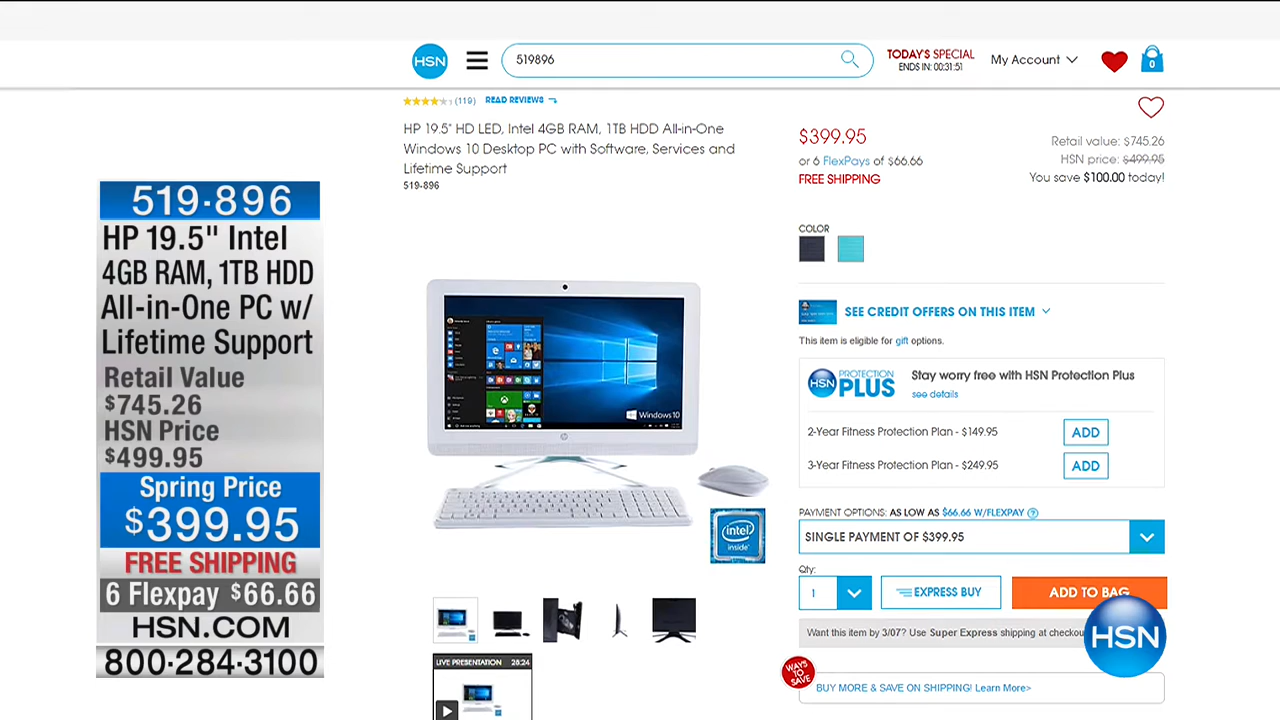 HSN
519896
TODAY'S SPECIAL
ENDS IN: 00:31:51
My Account
0
(119) READ REVIEWS
HP 19.5" HD LED, Intel 4GB RAM, 1TB HDD All-in-One
Windows 10 Desktop PC with Software, Services and
Lifetime Support
519-896
$399.95
or 6 FlexPays of $66.66
FREE SHIPPING
Retail value: $745.26
HSN price: $499.95
You save $100.00 today!
COLOR
SEE CREDIT OFFERS ON THIS ITEM
This item is eligible for gift options.
HSN
PROTECTION
PLUS
Stay worry free with HSN Protection Plus
see details
2-Year Fitness Protection Plan - $149.95
ADD
3-Year Fitness Protection Plan - $249.95
ADD
PAYMENT OPTIONS: AS LOW AS $66.66 W/FLEXPAY ?
SINGLE PAYMENT OF $399.95
Qty:
1
EXPRESS BUY
ADD TO BAG
Want this item by 3/07? Use Super Express shipping at checkou
HSN
WAYS
TO
SAVE
BUY MORE & SAVE ON SHIPPING! Learn More>
Windows 10
hp
intel
inside
LIVE PRESENTATION 28:24
519-896
HP 19.5" Intel
4GB RAM, 1TB HDD
All-in-One PC w/
Lifetime Support
Retail Value
$745.26
HSN Price
$499.95
Spring Price
$399.95
FREE SHIPPING
6 Flexpay $66.66
HSN.COM
800-284-3100